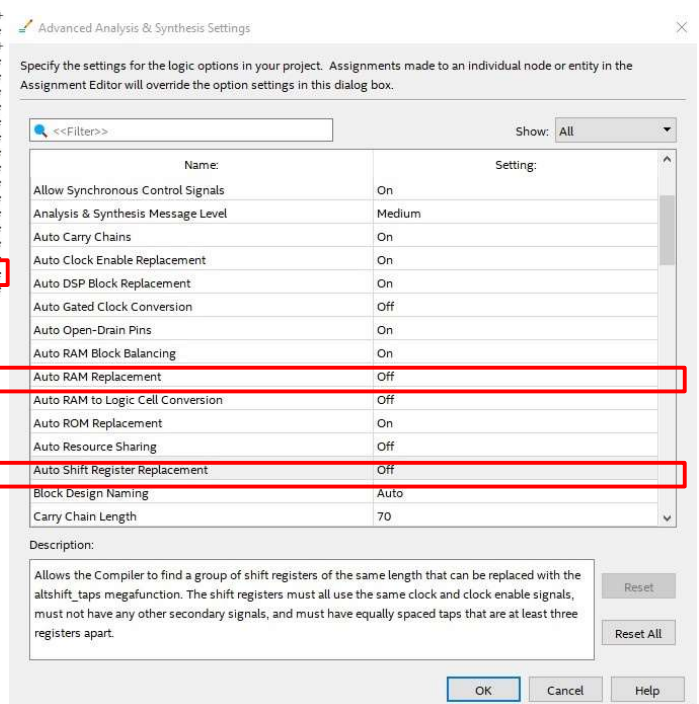 Advanced Analysis & Synthesis Settings
Specify the settings for the logic options in your project. Assignments made to an individual node or entity in the
Assignment Editor will override the option settings in this dialog box.
<<Filter>> Show: All
Name: Setting:
Allow Synchronous Control Signals On
Analysis & Synthesis Message Level Medium
Auto Carry Chains On
Auto Clock Enable Replacement On
Auto DSP Block Replacement On
Auto Gated Clock Conversion Off
Auto Open-Drain Pins On
Auto RAM Block Balancing On
Auto RAM Replacement Off
Auto RAM to Logic Cell Conversion Off
Auto ROM Replacement On
Auto Resource Sharing Off
Auto Shift Register Replacement Off
Block Design Naming Auto
Carry Chain Length 70
Description:
Allows the Compiler to find a group of shift registers of the same length that can be replaced with the
altshift_taps megafunction. The shift registers must all use the same clock and clock enable signals,
must not have any other secondary signals, and must have equally spaced taps that are at least three
registers apart.
Reset
Reset All
OK Cancel Help